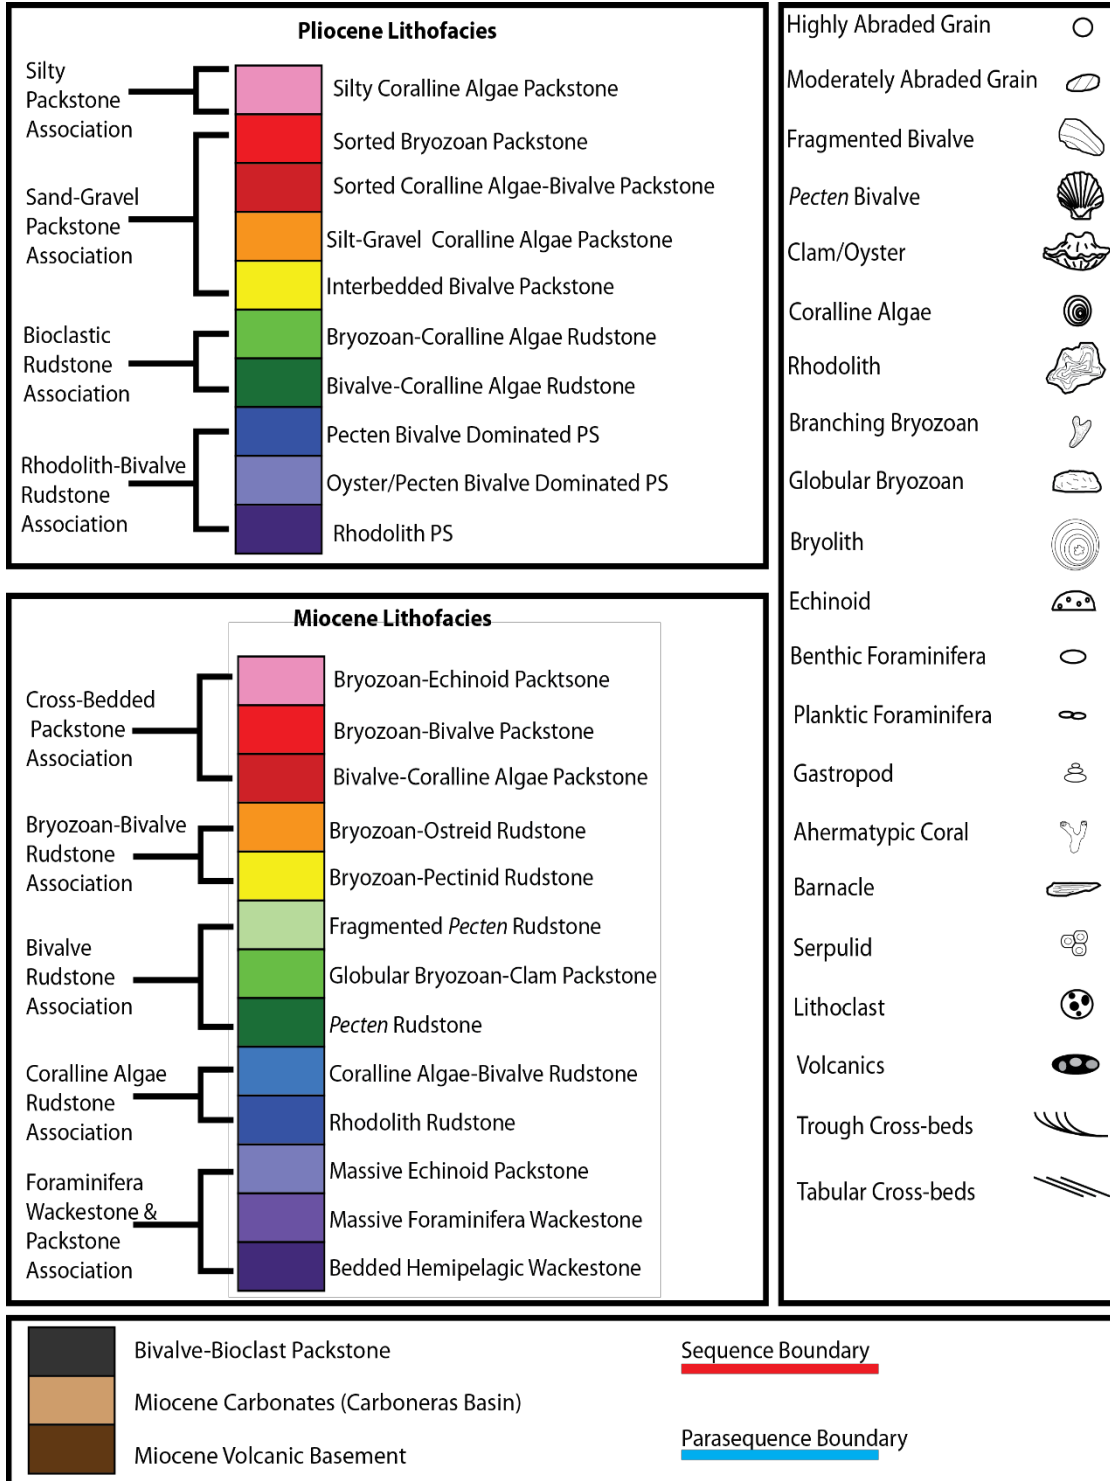 Pliocene Lithofacies
Silty
Packstone
Association
Silty Coralline Algae Packstone
Sand-Gravel
Packstone
Association
Sorted Bryozoan Packstone
Sorted Coralline Algae-Bivalve Packstone
Silt-Gravel Coralline Algae Packstone
Interbedded Bivalve Packstone
Bioclastic
Rudstone
Association
Bryozoan-Coralline Algae Rudstone
Bivalve-Coralline Algae Rudstone
Rhodolith-Bivalve
Rudstone
Association
Pecten Bivalve Dominated PS
Oyster/Pecten Bivalve Dominated PS
Rhodolith PS
Miocene Lithofacies
Cross-Bedded
Packstone
Association
Bryozoan-Echinoid Packtsone
Bryozoan-Bivalve Packstone
Bivalve-Coralline Algae Packstone
Bryozoan-Bivalve
Rudstone
Association
Bryozoan-Ostreid Rudstone
Bryozoan-Pectinid Rudstone
Bivalve
Rudstone
Association
Fragmented Pecten Rudstone
Globular Bryozoan-Clam Packstone
Pecten Rudstone
Coralline Algae
Rudstone
Association
Coralline Algae-Bivalve Rudstone
Rhodolith Rudstone
Foraminifera
Wackestone &
Packstone
Association
Massive Echinoid Packstone
Massive Foraminifera Wackestone
Bedded Hemipelagic Wackestone
Highly Abraded Grain
Moderately Abraded Grain
Fragmented Bivalve
Pecten Bivalve
Clam/Oyster
Coralline Algae
Rhodolith
Branching Bryozoan
Globular Bryozoan
Bryolith
Echinoid
Benthic Foraminifera
Planktic Foraminifera
Gastropod
Ahermatypic Coral
Barnacle
Serpulid
Lithoclast
Volcanics
Trough Cross-beds
Tabular Cross-beds
Bivalve-Bioclast Packstone
Miocene Carbonates (Carboneras Basin)
Miocene Volcanic Basement
Sequence Boundary
Parasequence Boundary